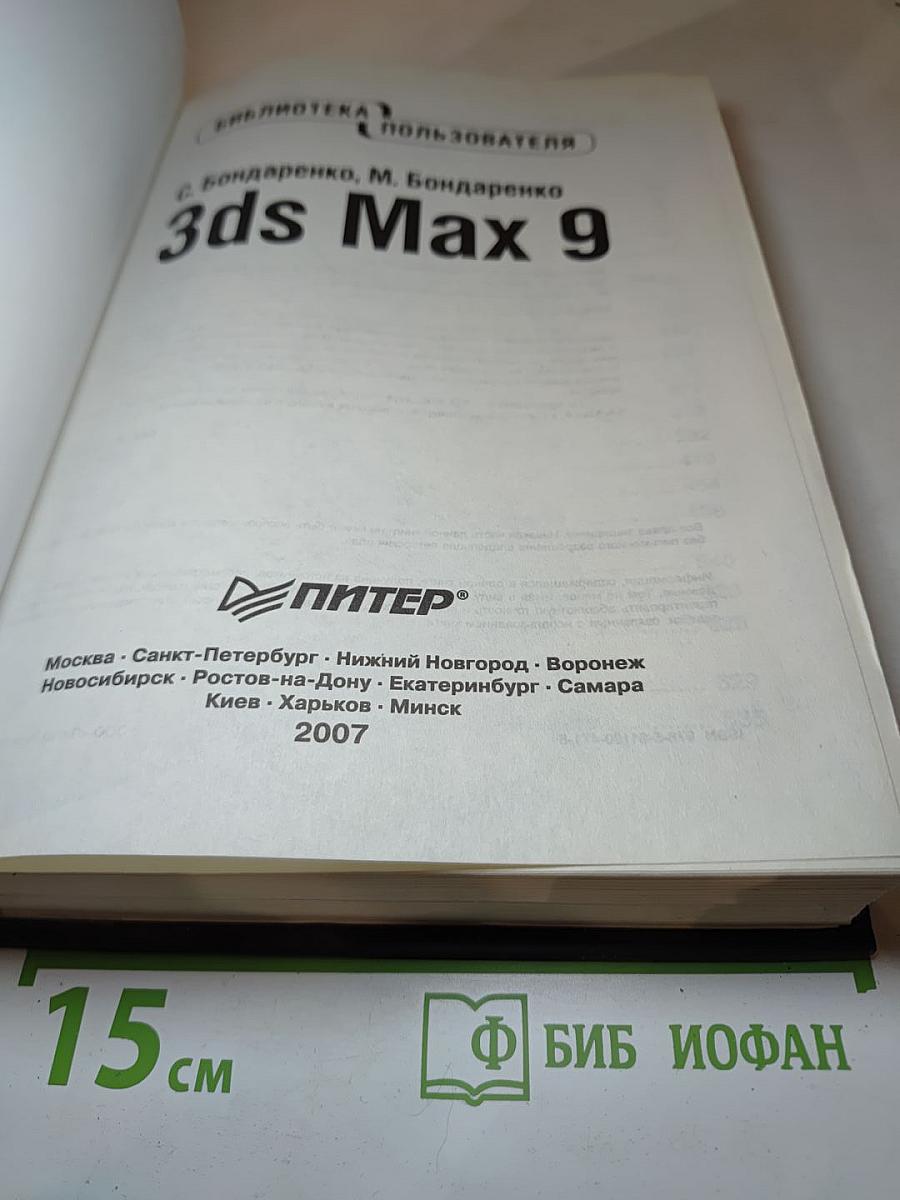 БИБЛИОТЕКА
ПОЛЬЗОВАТЕЛЯ
С. Бондаренко, М. Бондаренко
3ds Max 9
ПИТЕР®
Москва · Санкт-Петербург · Нижний Новгород · Воронеж
Новосибирск · Ростов-на-Дону · Екатеринбург · Самара
Киев · Харьков · Минск
2007
15 см
Ф БИБ ИОФАН